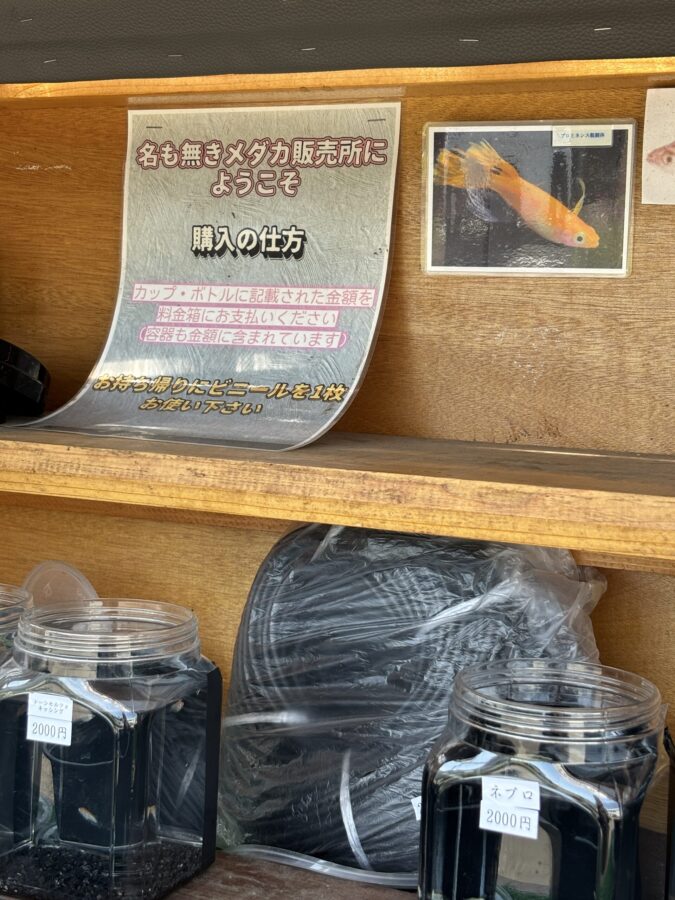 名も無きメダカ販売所に
ようこそ
購入の仕方
カップ・ボトルに記載された金額を
料金箱にお支払いください
(容器も金額に含まれています)
お持ち帰りにビニールを1枚
お使い下さい
2000円
ネブロ
2000円